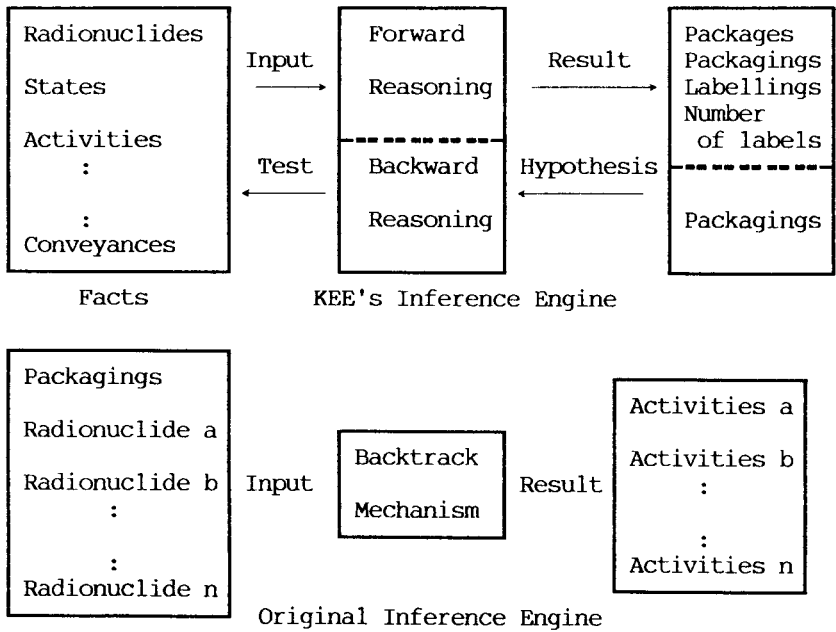 Radionuclides
States
Activities
:
:
Conveyances
Facts
Input
Test
Forward
Reasoning
Backward
Reasoning
KEE's Inference Engine
Result
Hypothesis
Packages
Packagings
Labellings
Number
of labels
Packagings
Packagings
Radionuclide a
Radionuclide b
:
:
Radionuclide n
Input
Backtrack
Mechanism
Result
Activities a
Activities b
:
:
Activities n
Original Inference Engine